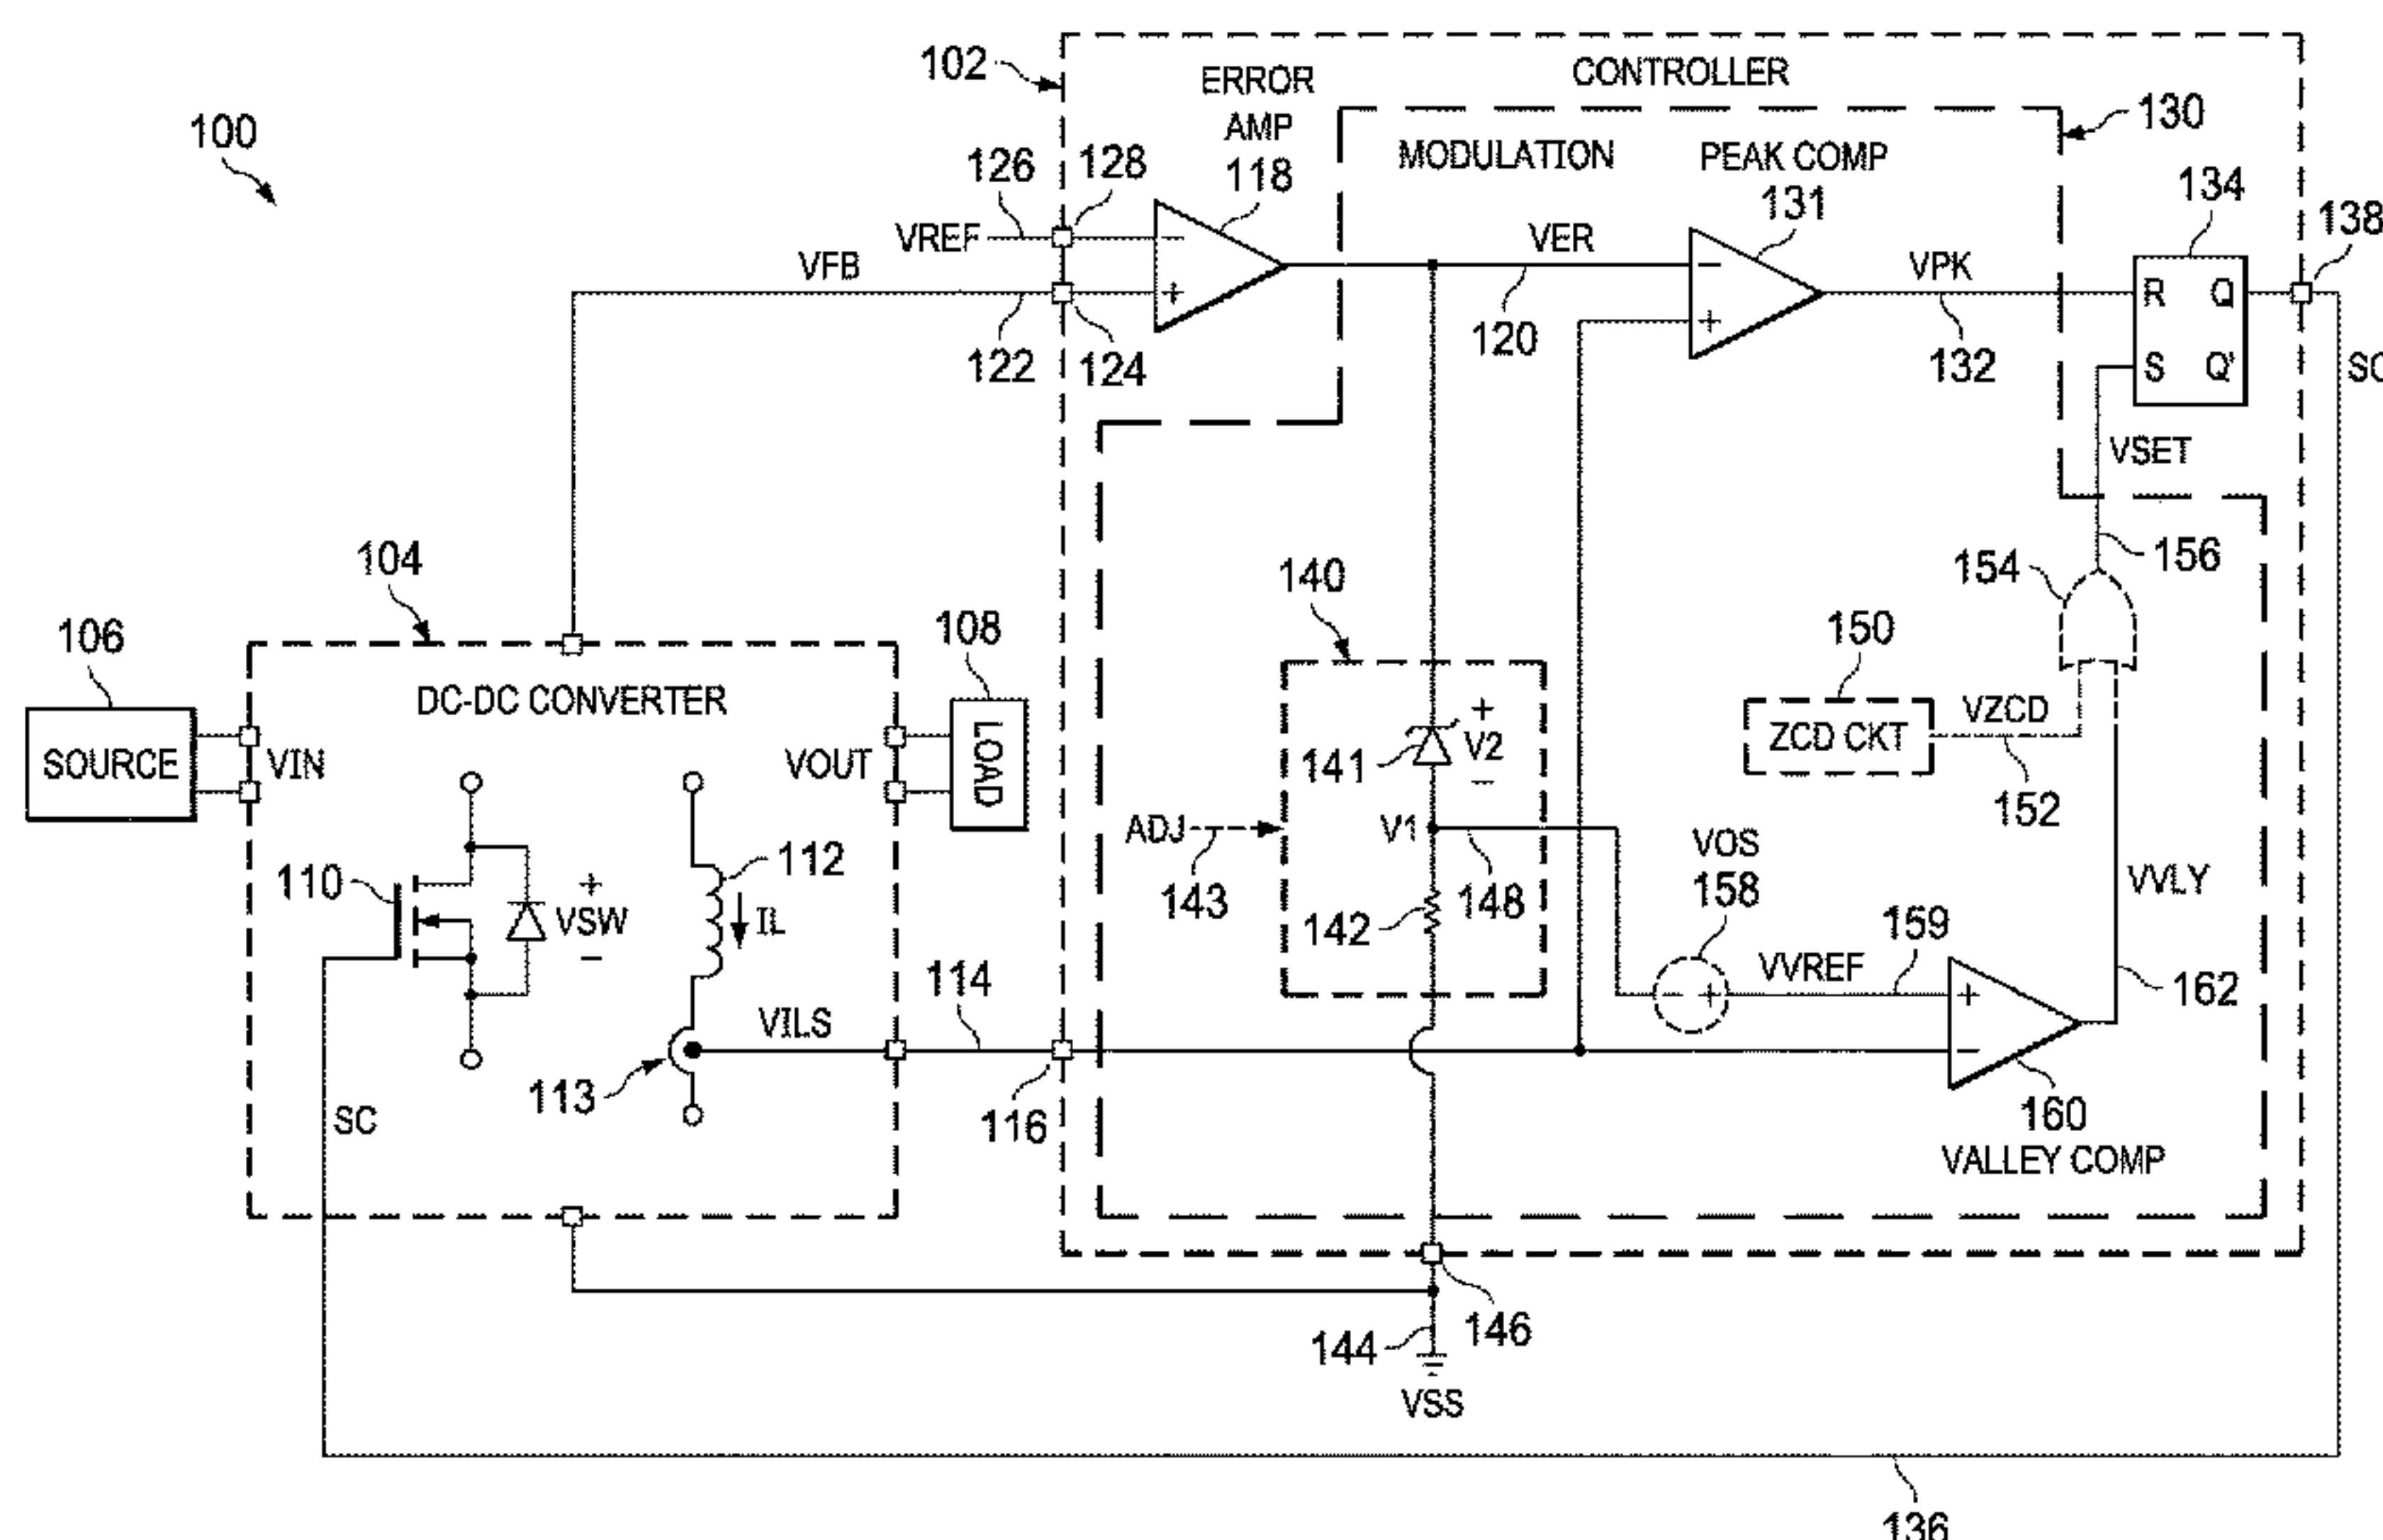 102
ERROR
AMP
118
CONTROLLER
130
100
126
128
MODULATION
PEAK COMP
131
134
138
VREF
−
VFB
+
VER
−
+
VPK
R
Q
S
Q'
122
124
120
132
SC
VSET
104
140
154
156
106
108
150
DC-DC CONVERTER
SOURCE
VIN
VOUT
LOAD
141
+
V2
−
ZCD CKT
VZCD
152
ADJ
143
V1
148
142
VOS
158
− +
VVREF
159
VVLY
162
110
+
VSW
−
112
IL
VILS
114
113
116
+
−
160
VALLEY COMP
SC
144
146
VSS
136